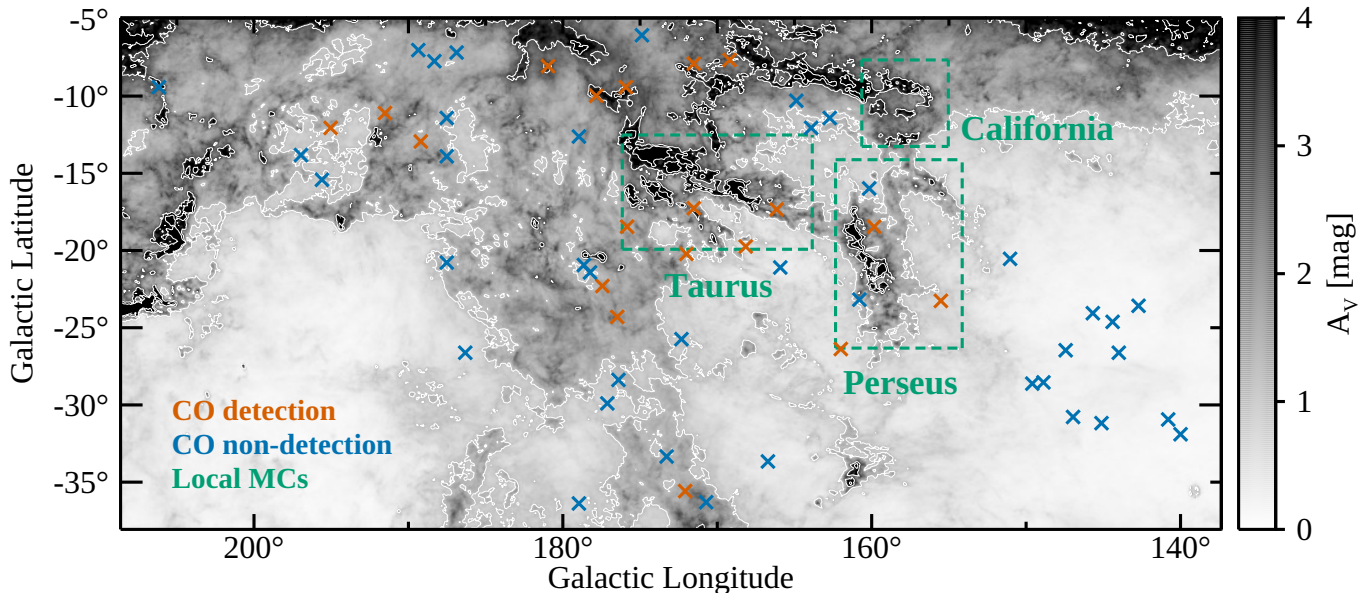 -5°
-10°
-15°
-20°
-25°
-30°
-35°
Galactic Latitude
California
Taurus
Perseus
CO detection
CO non-detection
Local MCs
200°
180°
160°
140°
Galactic Longitude
4
3
2
1
0
A_V [mag]